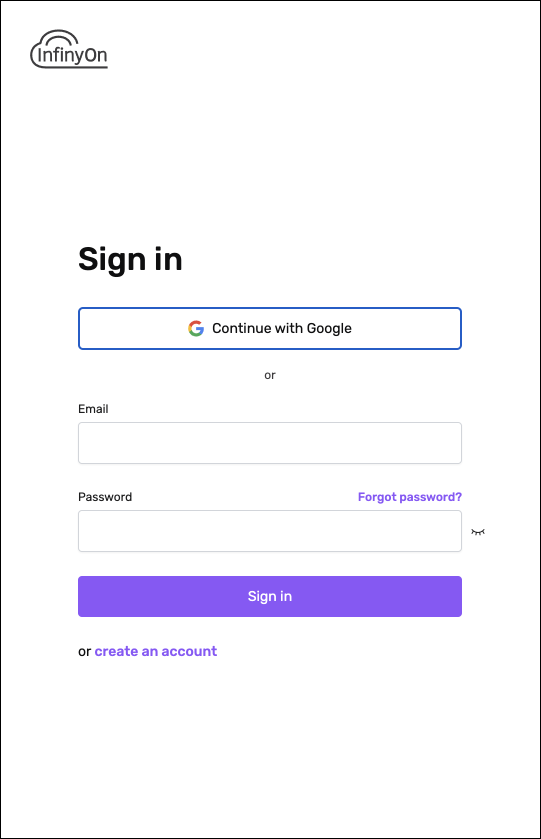 InfinyOn
Sign in
Continue with Google
or
Email
Password Forgot password?
Sign in
or create an account